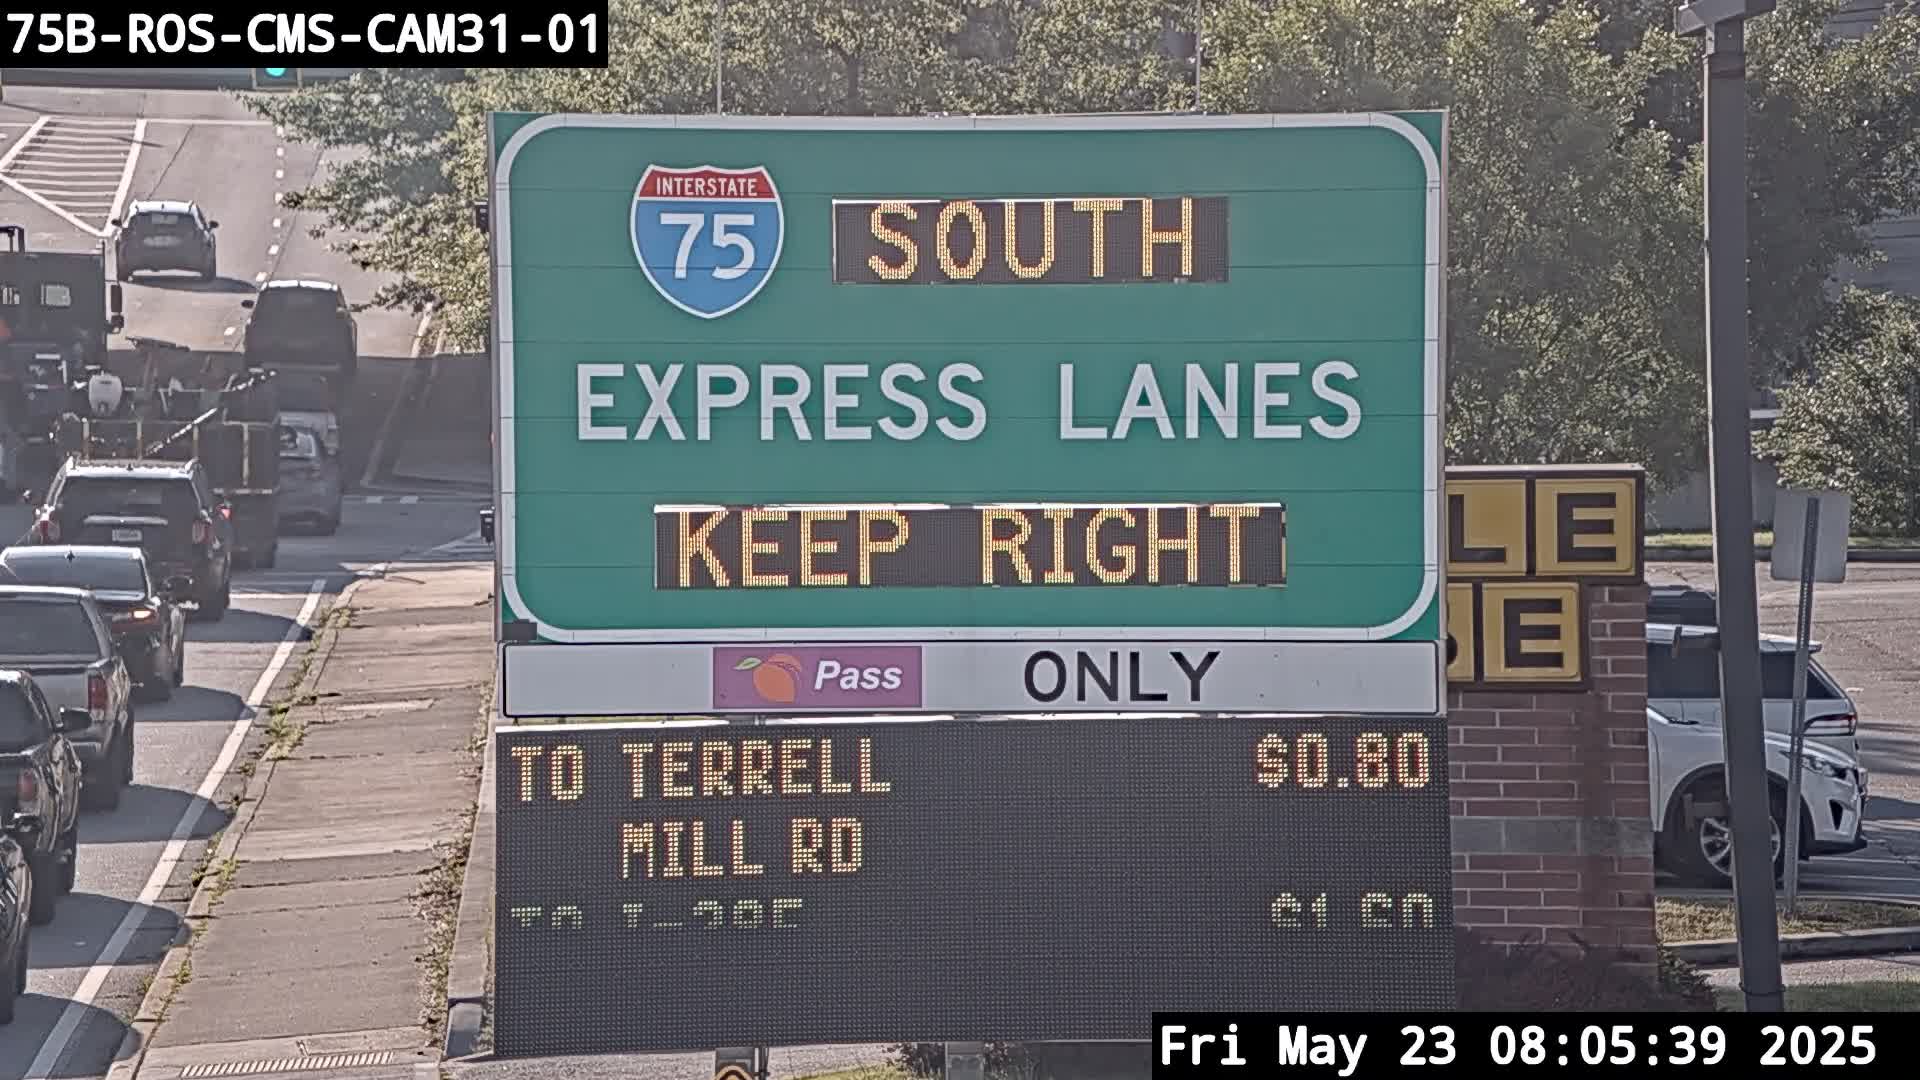 75B-ROS-CMS-CAM31-01
INTERSTATE
75
SOUTH
EXPRESS LANES
KEEP RIGHT
Pass ONLY
TO TERRELL $0.80
MILL RD
LE
E
Fri May 23 08:05:39 2025